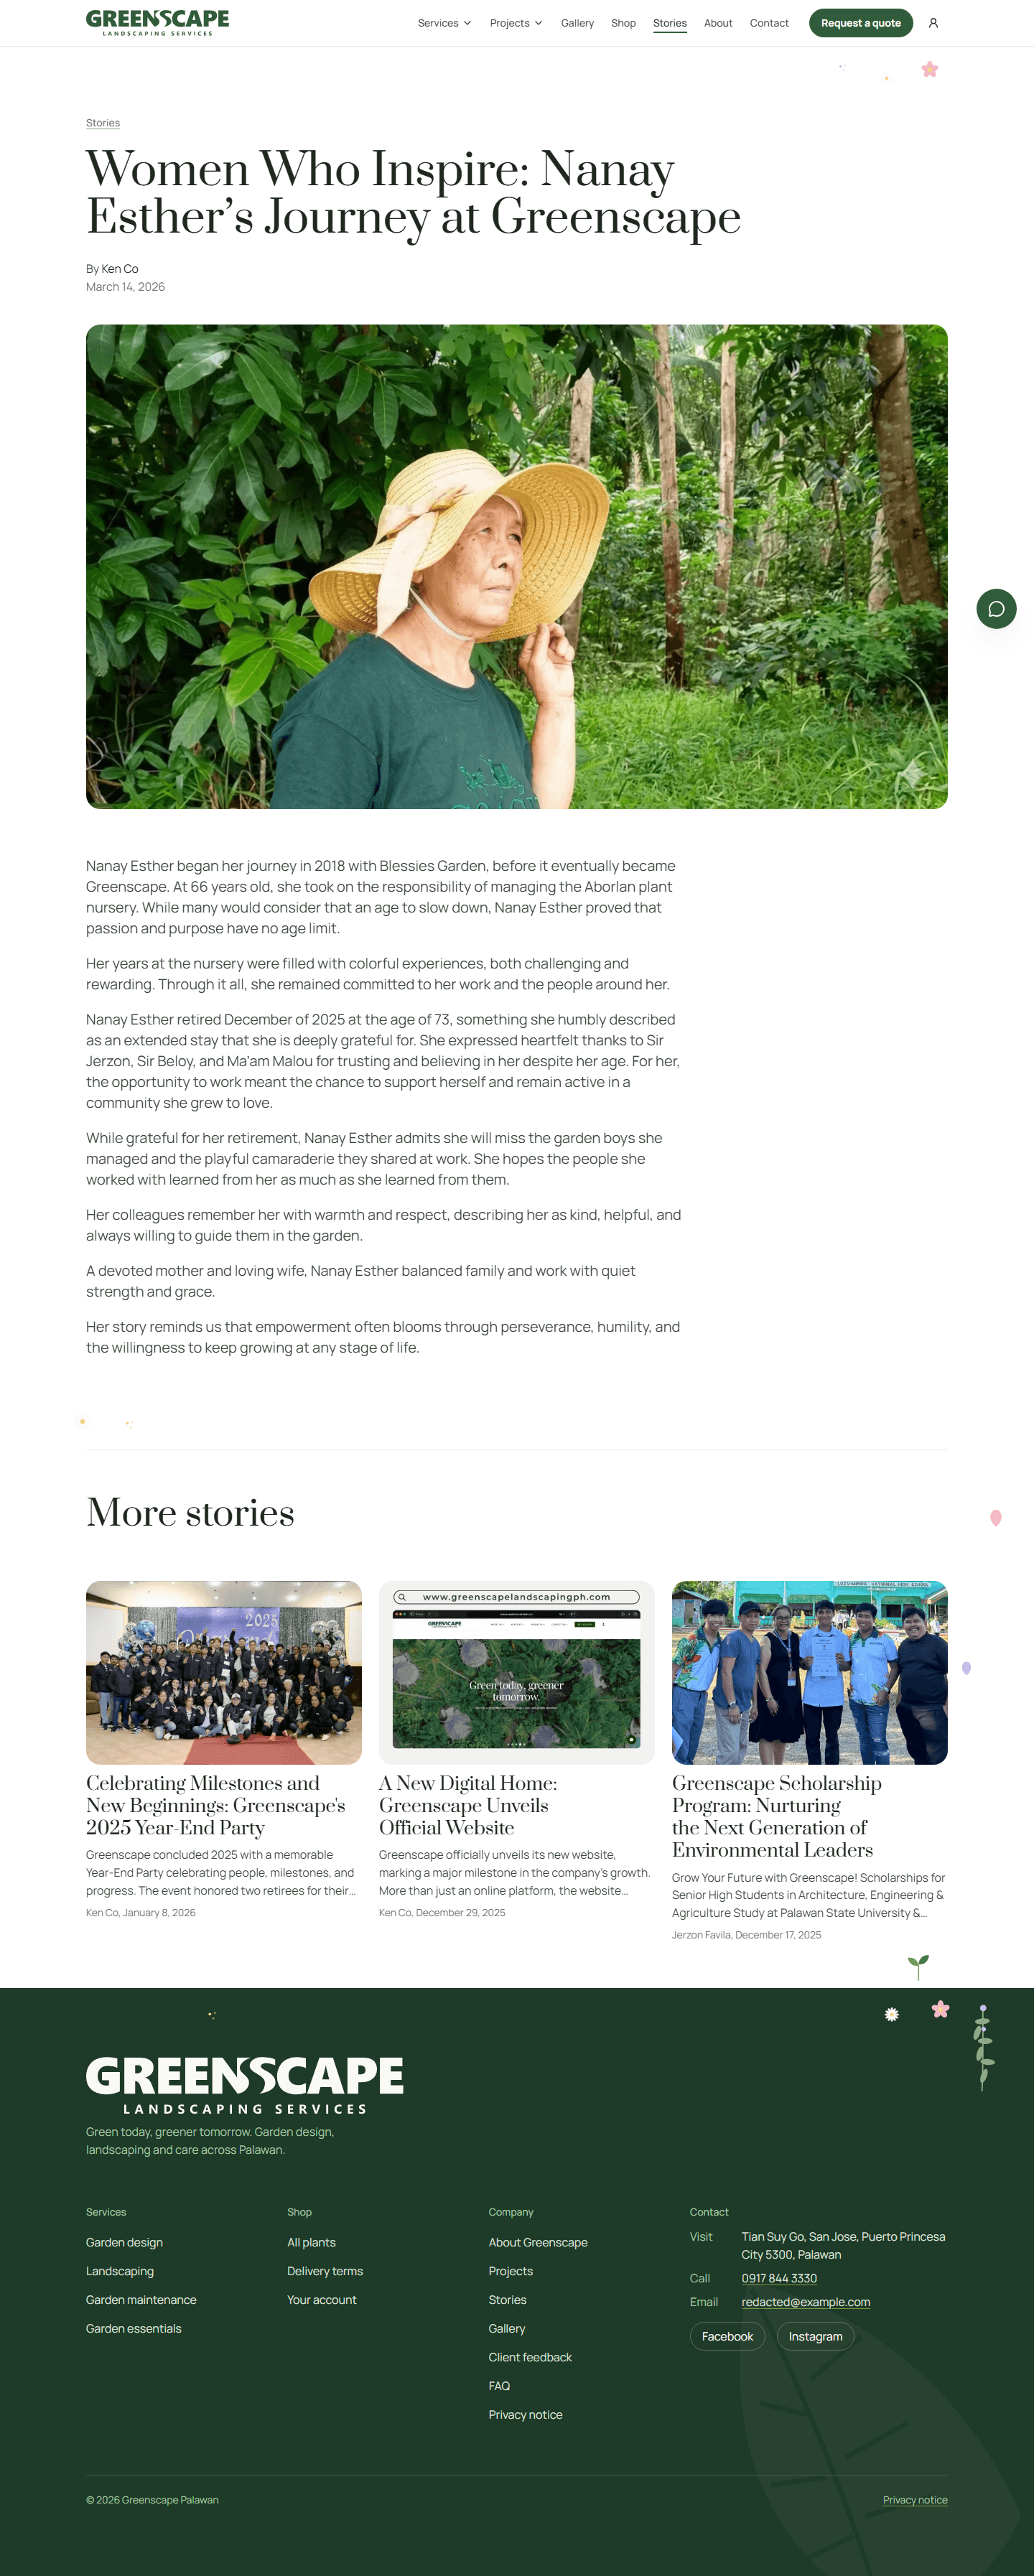 GREENSCAPE
LANDSCAPING SERVICES
Services
Projects
Gallery
Shop
Stories
About
Contact
Request a quote
Stories
Women Who Inspire: Nanay
Esther’s Journey at Greenscape
By Ken Co
March 14, 2026
Nanay Esther began her journey in 2018 with Blessies Garden, before it eventually became
Greenscape. At 66 years old, she took on the responsibility of managing the Aborlan plant
nursery. While many would consider that an age to slow down, Nanay Esther proved that
passion and purpose have no age limit.
Her years at the nursery were filled with colorful experiences, both challenging and
rewarding. Through it all, she remained committed to her work and the people around her.
Nanay Esther retired December of 2025 at the age of 73, something she humbly described
as an extended stay that she is deeply grateful for. She expressed heartfelt thanks to Sir
Jerzon, Sir Beloy, and Ma’am Malou for trusting and believing in her despite her age. For her,
the opportunity to work meant the chance to support herself and remain active in a
community she grew to love.
While grateful for her retirement, Nanay Esther admits she will miss the garden boys she
managed and the playful camaraderie they shared at work. She hopes the people she
worked with learned from her as much as she learned from them.
Her colleagues remember her with warmth and respect, describing her as kind, helpful, and
always willing to guide them in the garden.
A devoted mother and loving wife, Nanay Esther balanced family and work with quiet
strength and grace.
Her story reminds us that empowerment often blooms through perseverance, humility, and
the willingness to keep growing at any stage of life.
More stories
2025
Celebrating Milestones and
New Beginnings: Greenscape's
2025 Year-End Party
Greenscape concluded 2025 with a memorable
Year-End Party celebrating people, milestones, and
progress. The event honored two retirees for their…
Ken Co, January 8, 2026
www.greenscapelandscapingph.com
GREENSCAPE
Green today, greener
tomorrow.
A New Digital Home:
Greenscape Unveils
Official Website
Greenscape officially unveils its new website,
marking a major milestone in the company's growth.
More than just an online platform, the website…
Ken Co, December 29, 2025
Greenscape Scholarship
Program: Nurturing
the Next Generation of
Environmental Leaders
Grow Your Future with Greenscape! Scholarships for
Senior High Students in Architecture, Engineering &
Agriculture Study at Palawan State University &…
Jerzon Favila, December 17, 2025
GREENSCAPE
LANDSCAPING SERVICES
Green today, greener tomorrow. Garden design,
landscaping and care across Palawan.
Services
Garden design
Landscaping
Garden maintenance
Garden essentials
Shop
All plants
Delivery terms
Your account
Company
About Greenscape
Projects
Stories
Gallery
Client feedback
FAQ
Privacy notice
Contact
Visit Tian Suy Go, San Jose, Puerto Princesa
City 5300, Palawan
Call 0917 844 3330
Email redacted@example.com
Facebook
Instagram
© 2026 Greenscape Palawan
Privacy notice